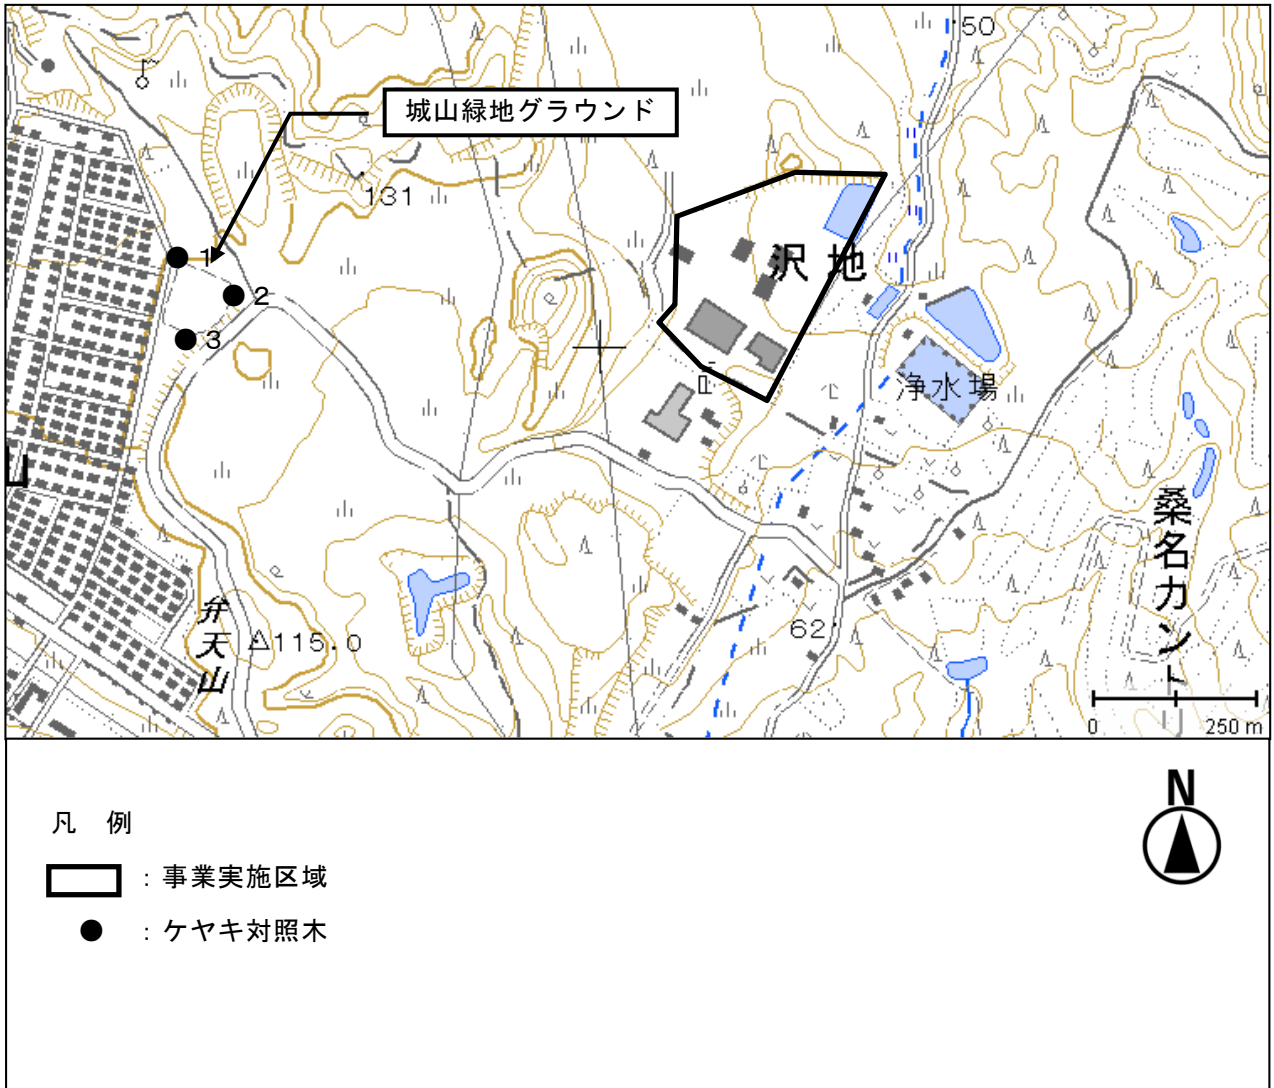 50
城山緑地グラウンド
131
1
2
3
沢地
浄水場
桑名カント
山
弁天山
115.0
62
0 250 m
N
凡 例
: 事業実施区域
: ケヤキ対照木